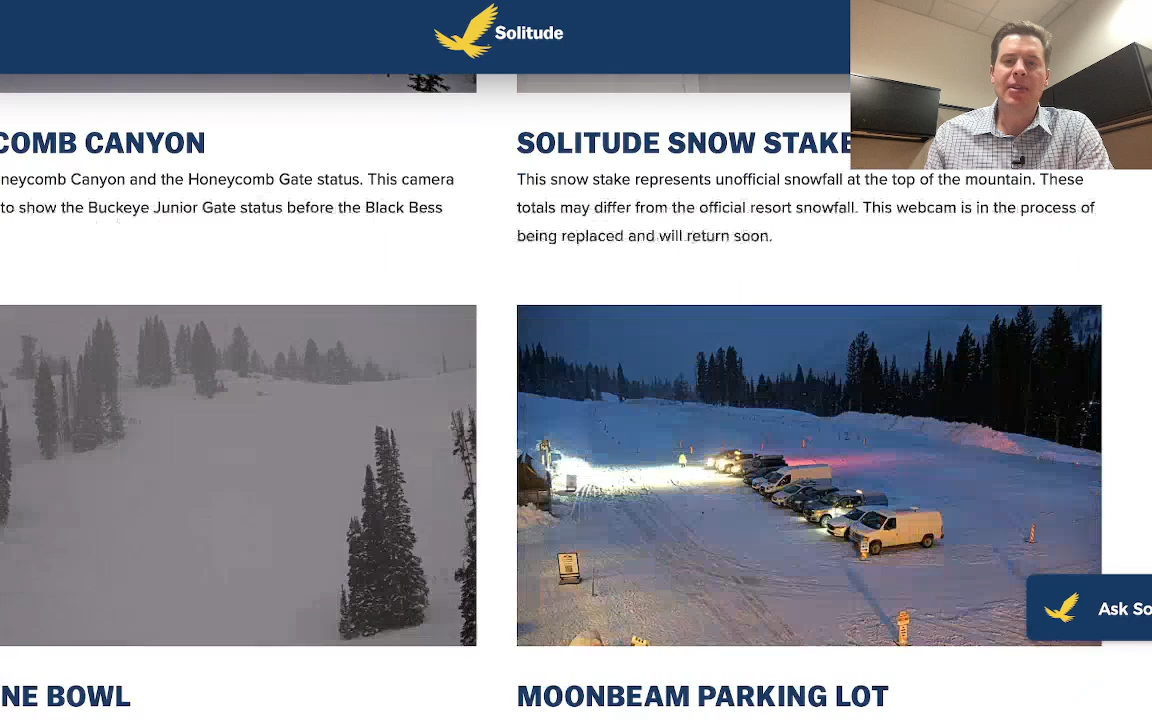 Solitude
COMB CANYON
neycomb Canyon and the Honeycomb Gate status. This camera
to show the Buckeye Junior Gate status before the Black Bess
SOLITUDE SNOW STAKE
This snow stake represents unofficial snowfall at the top of the mountain. These
totals may differ from the official resort snowfall. This webcam is in the process of
being replaced and will return soon.
Ask So
NE BOWL
MOONBEAM PARKING LOT